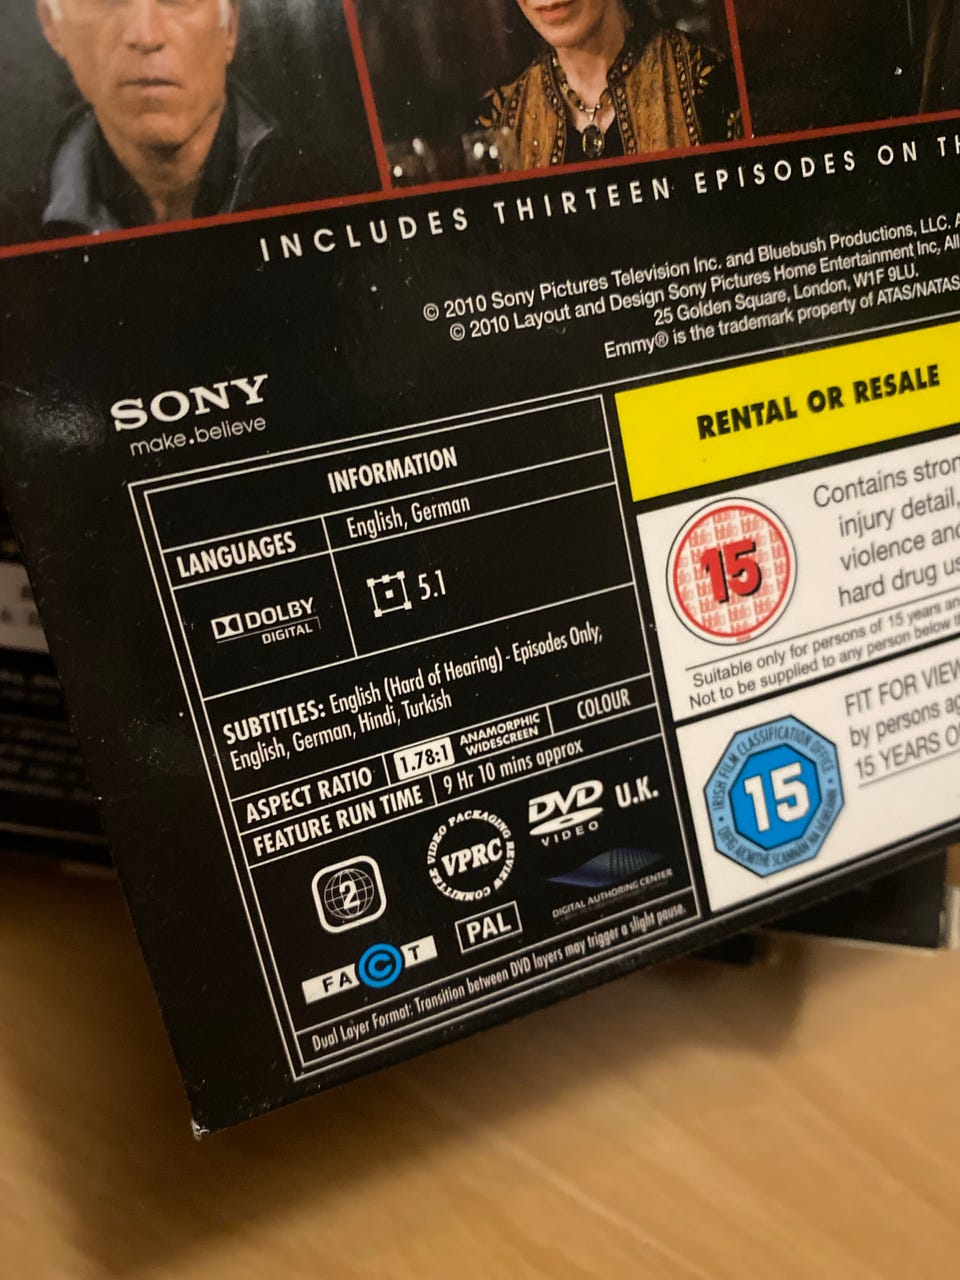 INCLUDES THIRTEEN EPISODES ON
© 2010 Sony Pictures Television Inc. and Bluebush Productions, LLC.
© 2010 Layout and Design Sony Pictures Home Entertainment Inc, All
25 Golden Square, London, W1F 9LU.
Emmy® is the trademark property of ATAS/NATAS
SONY
make.believe
INFORMATION
LANGUAGES English, German
DOLBY
DIGITAL
5.1
SUBTITLES: English (Hard of Hearing) - Episodes Only,
English, German, Hindi, Turkish
ASPECT RATIO 1.78:1 ANAMORPHIC
WIDESCREEN COLOUR
FEATURE RUN TIME 9 Hr 10 mins approx
2
VIDEO PACKAGING REVIEW COMMITTEE
VPRC
DVD
VIDEO
U.K.
FACT
PAL
DIGITAL AUTHORING CENTER
Dual Layer Format: Transition between DVD layers may trigger a slight pause.
RENTAL OR RESALE
15
Contains
injury detail,
violence and
hard drug
Suitable only for persons of 15 years
Not to be supplied to any person below
IRISH FILM CLASSIFICATION OFFICE
15
FIT FOR
by persons
15 YEARS